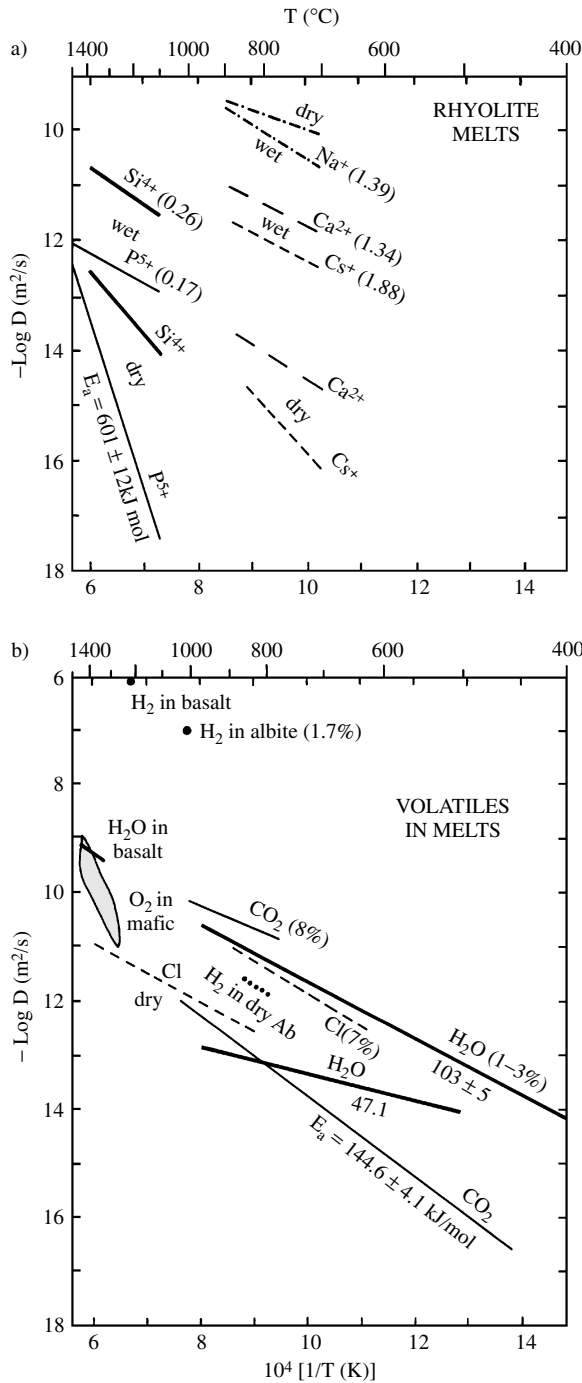 T (°C)
a)
1400
1100
1000
800
600
400
RHYOLITE
MELTS
dry
wet
Na⁺ (1.39)
Si⁴⁺ (0.26)
wet
Ca²⁺ (1.34)
wet
Cs⁺ (1.88)
P⁵⁺ (0.17)
Si⁴⁺
dry
Ca²⁺
dry
Cs⁺
Eₐ = 601 ± 12kJ mol
P⁵⁺
–Log D (m²/s)
10
12
14
16
18
6
8
10
12
14
b)
1400
1200
1000
800
600
400
H₂ in basalt
H₂ in albite (1.7%)
VOLATILES
IN MELTS
H₂O in
basalt
O₂ in
mafic
CO₂ (8%)
Cl
dry
H₂ in dry Ab
Cl(7%)
H₂O (1–3%)
103 ± 5
H₂O
47.1
Eₐ = 144.6 ± 4.1 kJ/mol
CO₂
– Log D (m²/s)
6
8
10
12
14
16
18
6
8
10
12
14
10⁴ [1/T (K)]